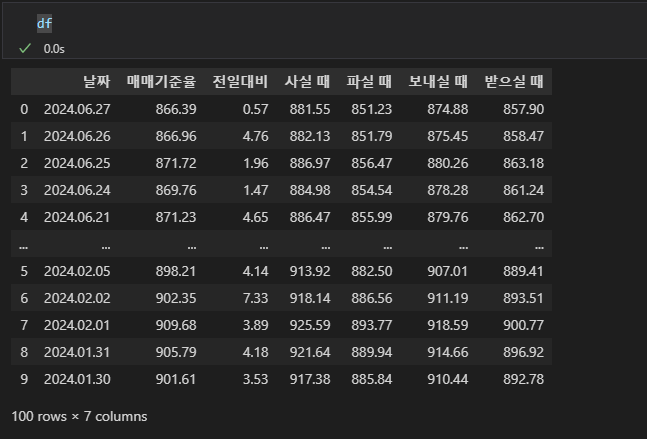 df
0.0s
날짜 매매기준율 전일대비 사실 때 파실 때 보내실 때 받으실 때
0 2024.06.27 866.39 0.57 881.55 851.23 874.88 857.90
1 2024.06.26 866.96 4.76 882.13 851.79 875.45 858.47
2 2024.06.25 871.72 1.96 886.97 856.47 880.26 863.18
3 2024.06.24 869.76 1.47 884.98 854.54 878.28 861.24
4 2024.06.21 871.23 4.65 886.47 855.99 879.76 862.70
... ... ... ... ... ... ... ...
5 2024.02.05 898.21 4.14 913.92 882.50 907.01 889.41
6 2024.02.02 902.35 7.33 918.14 886.56 911.19 893.51
7 2024.02.01 909.68 3.89 925.59 893.77 918.59 900.77
8 2024.01.31 905.79 4.18 921.64 889.94 914.66 896.92
9 2024.01.30 901.61 3.53 917.38 885.84 910.44 892.78
100 rows × 7 columns